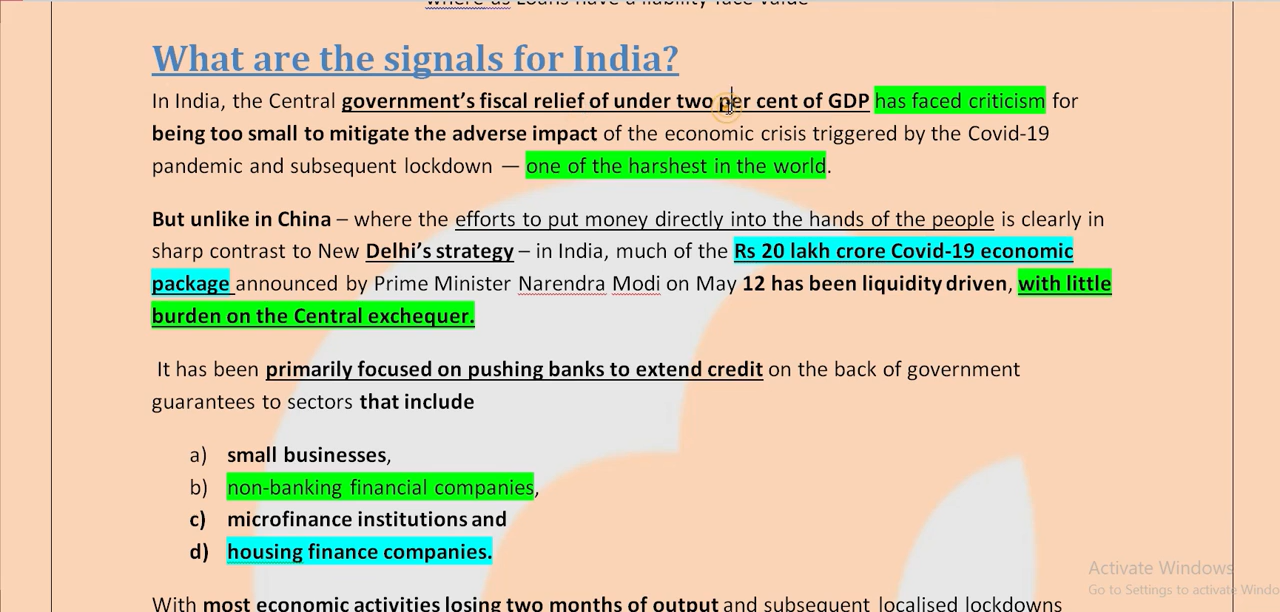 where as Loans have a liability face value
What are the signals for India?
In India, the Central government’s fiscal relief of under two per cent of GDP has faced criticism for
being too small to mitigate the adverse impact of the economic crisis triggered by the Covid-19
pandemic and subsequent lockdown — one of the harshest in the world.
But unlike in China – where the efforts to put money directly into the hands of the people is clearly in
sharp contrast to New Delhi’s strategy – in India, much of the Rs 20 lakh crore Covid-19 economic
package announced by Prime Minister Narendra Modi on May 12 has been liquidity driven, with little
burden on the Central exchequer.
It has been primarily focused on pushing banks to extend credit on the back of government
guarantees to sectors that include
a) small businesses,
b) non-banking financial companies,
c) microfinance institutions and
d) housing finance companies.
Activate Windows
Go to Settings to activate Windo
With most economic activities losing two months of output and subsequent localised lockdowns